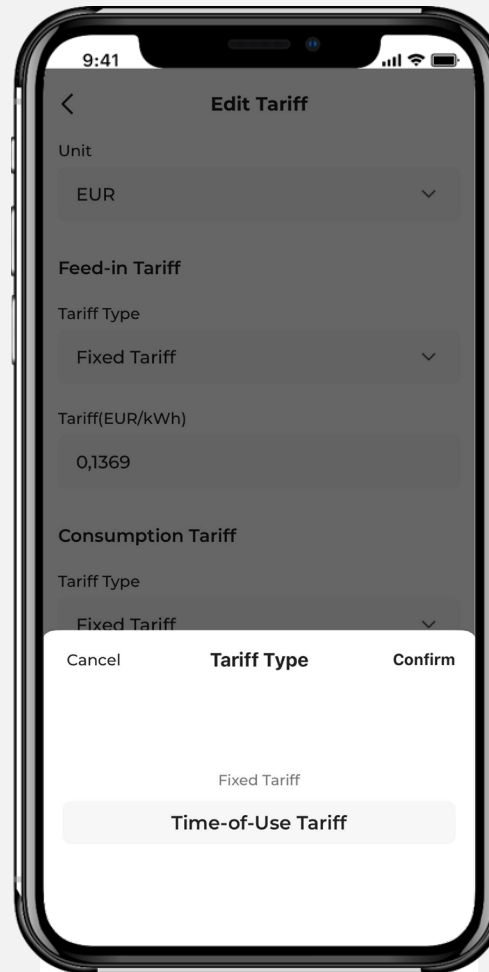 9:41
Edit Tariff
Unit
EUR
Feed-in Tariff
Tariff Type
Fixed Tariff
Tariff(EUR/kWh)
0,1369
Consumption Tariff
Tariff Type
Fixed Tariff
Cancel Tariff Type Confirm
Fixed Tariff
Time-of-Use Tariff